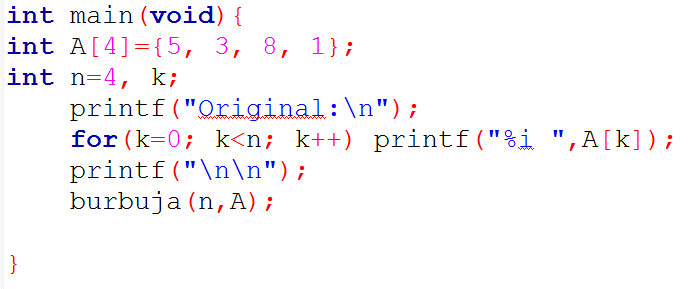 int main(void){
int A[4]={5, 3, 8, 1};
int n=4, k;
    printf("Original:\n");
    for(k=0; k<n; k++) printf("%i ",A[k]);
    printf("\n\n");
    burbuja(n,A);
}